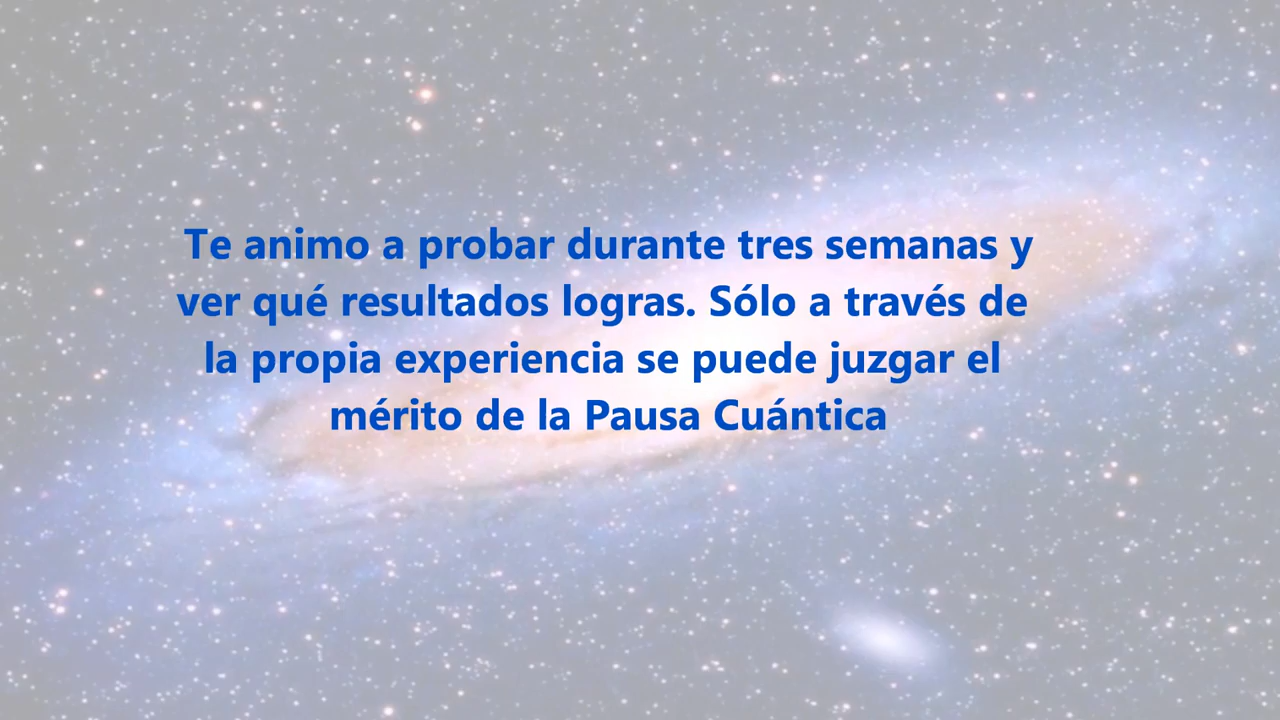 Te animo a probar durante tres semanas y
ver qué resultados logras. Sólo a través de
la propia experiencia se puede juzgar el
mérito de la Pausa Cuántica